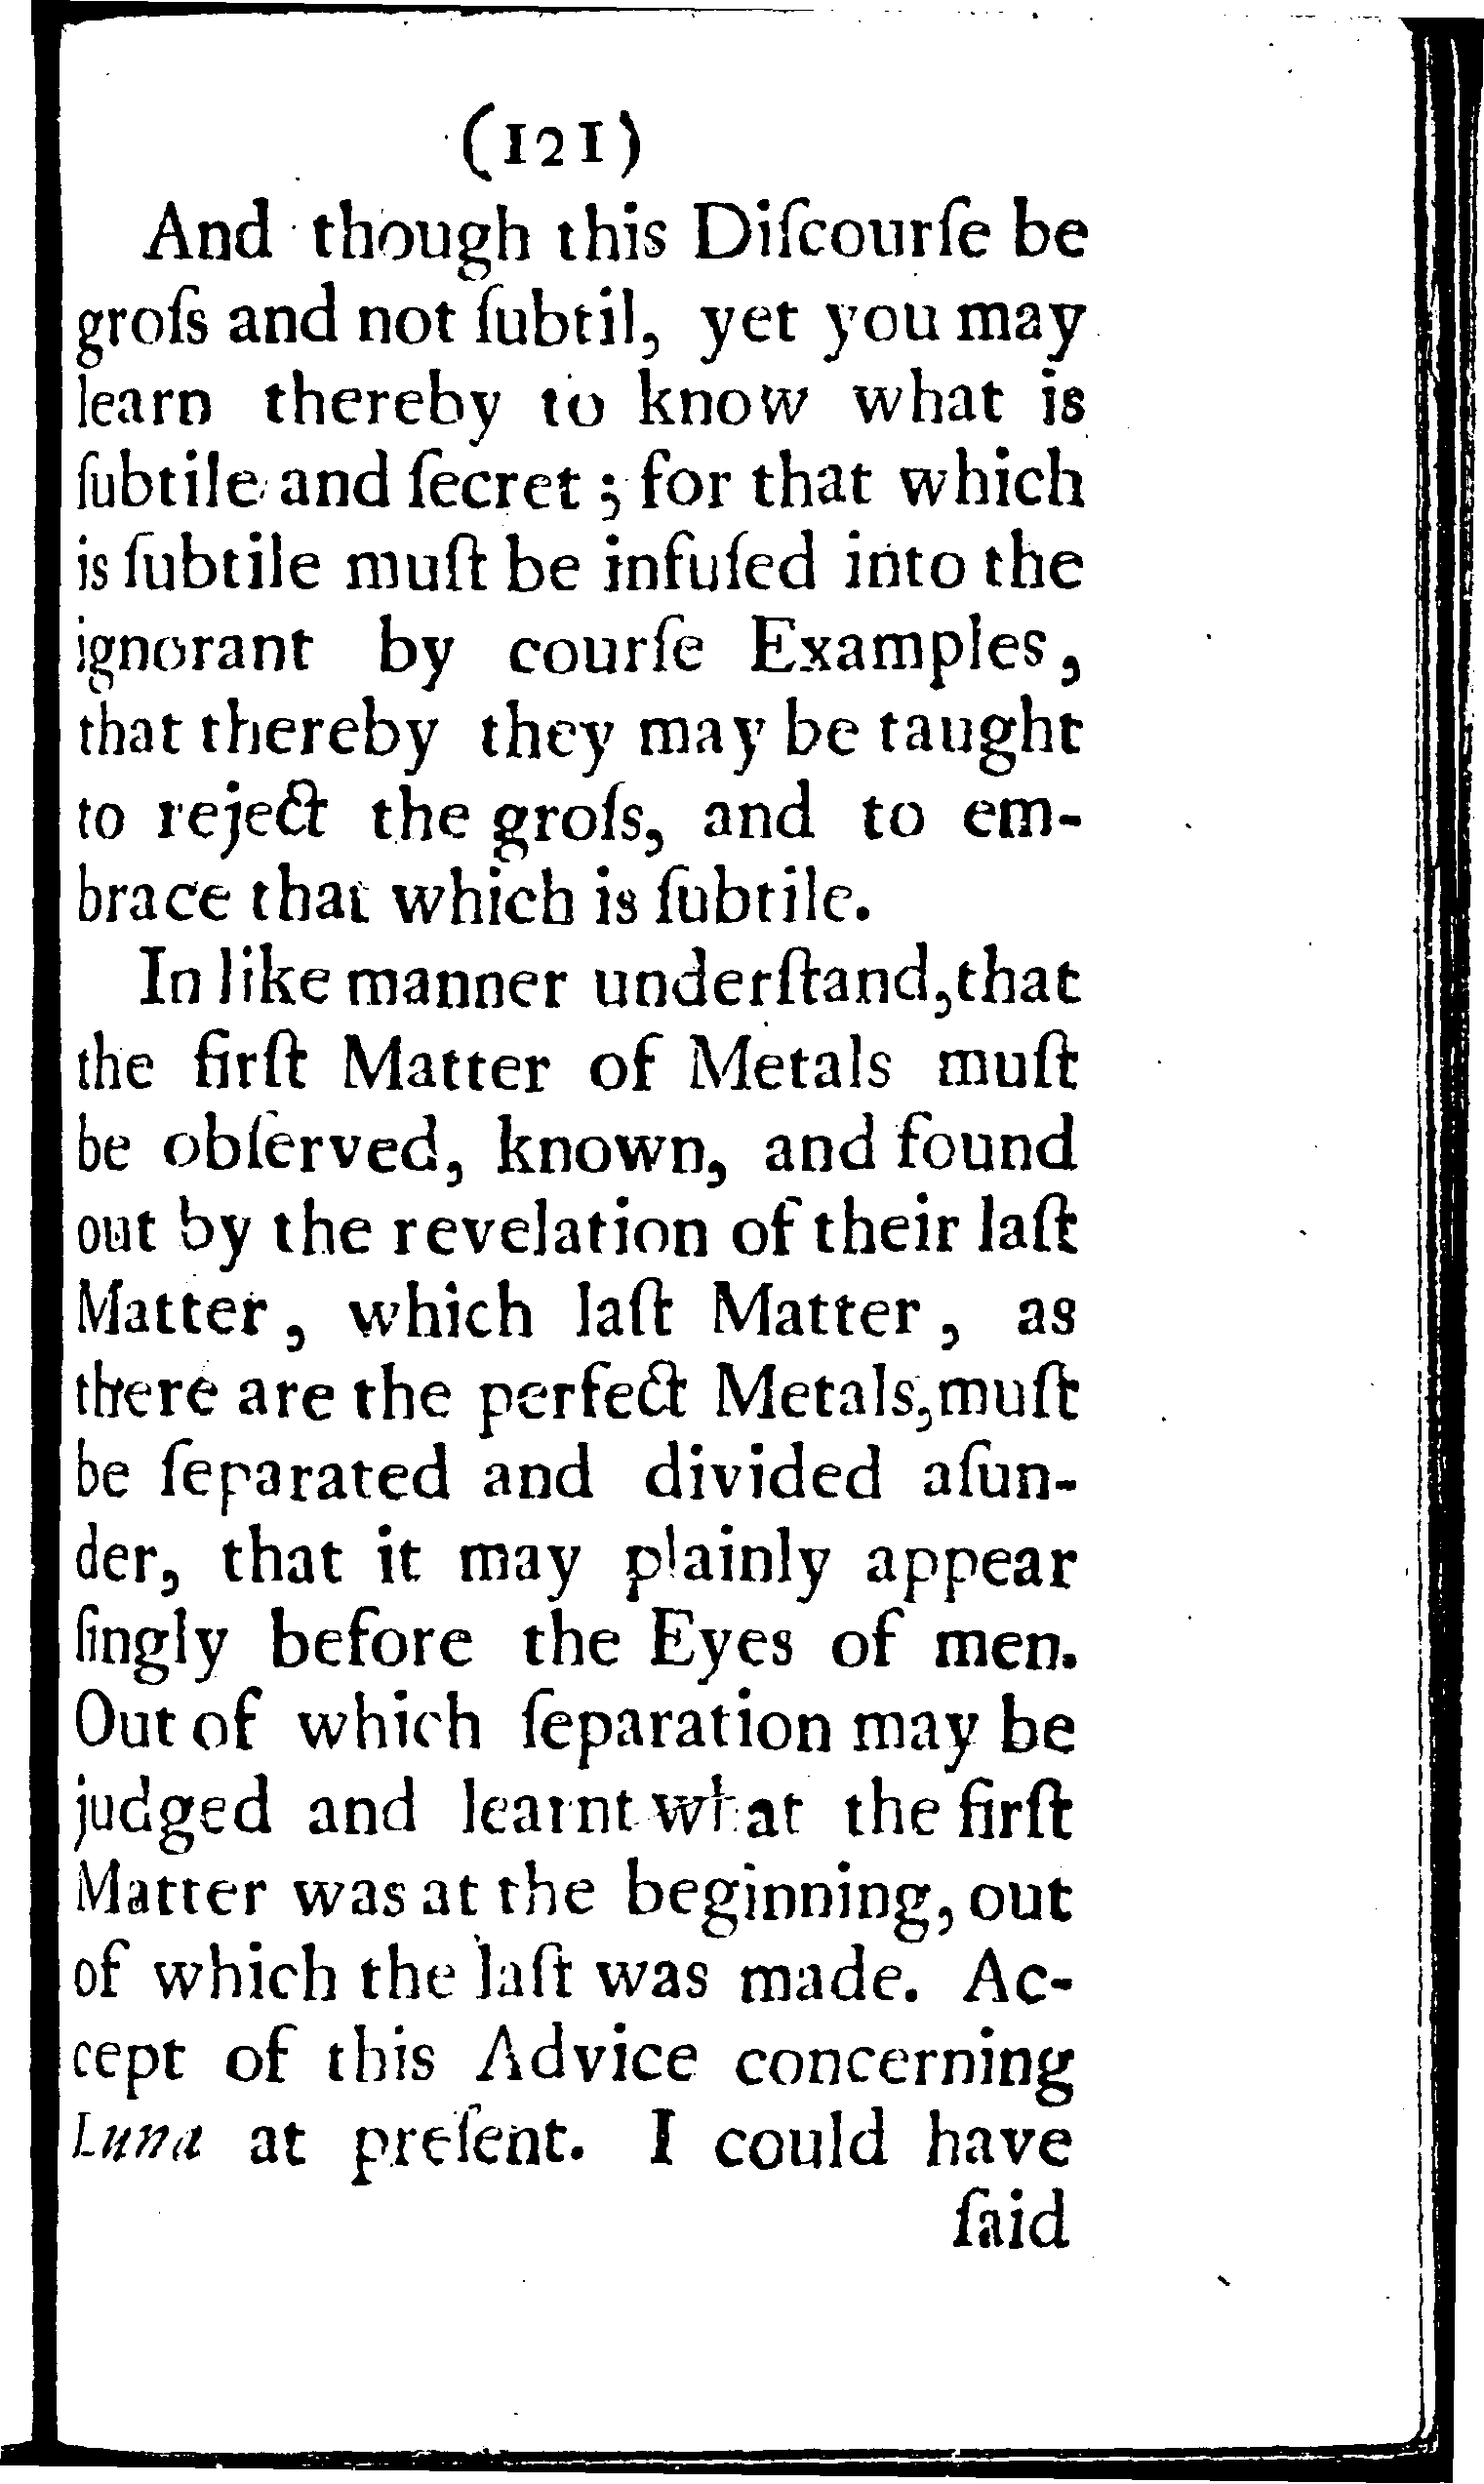 (121)
And though this Diſcourſe be
groſs and not ſubtil, yet you may
learn thereby to know what is
ſubtile and ſecret; for that which
is ſubtile muſt be infuſed into the
ignorant by courſe Examples,
that thereby they may be taught
to reject the groſs, and to em-
brace that which is ſubtile.
In like manner underſtand, that
the firſt Matter of Metals muſt
be obſerved, known, and found
out by the revelation of their laſt
Matter, which laſt Matter, as
there are the perfect Metals, muſt
be ſeparated and divided aſun-
der, that it may plainly appear
ſingly before the Eyes of men.
Out of which ſeparation may be
judged and learnt what the firſt
Matter was at the beginning, out
of which the laſt was made. Ac-
cept of this Advice concerning
Luna at preſent. I could have
ſaid